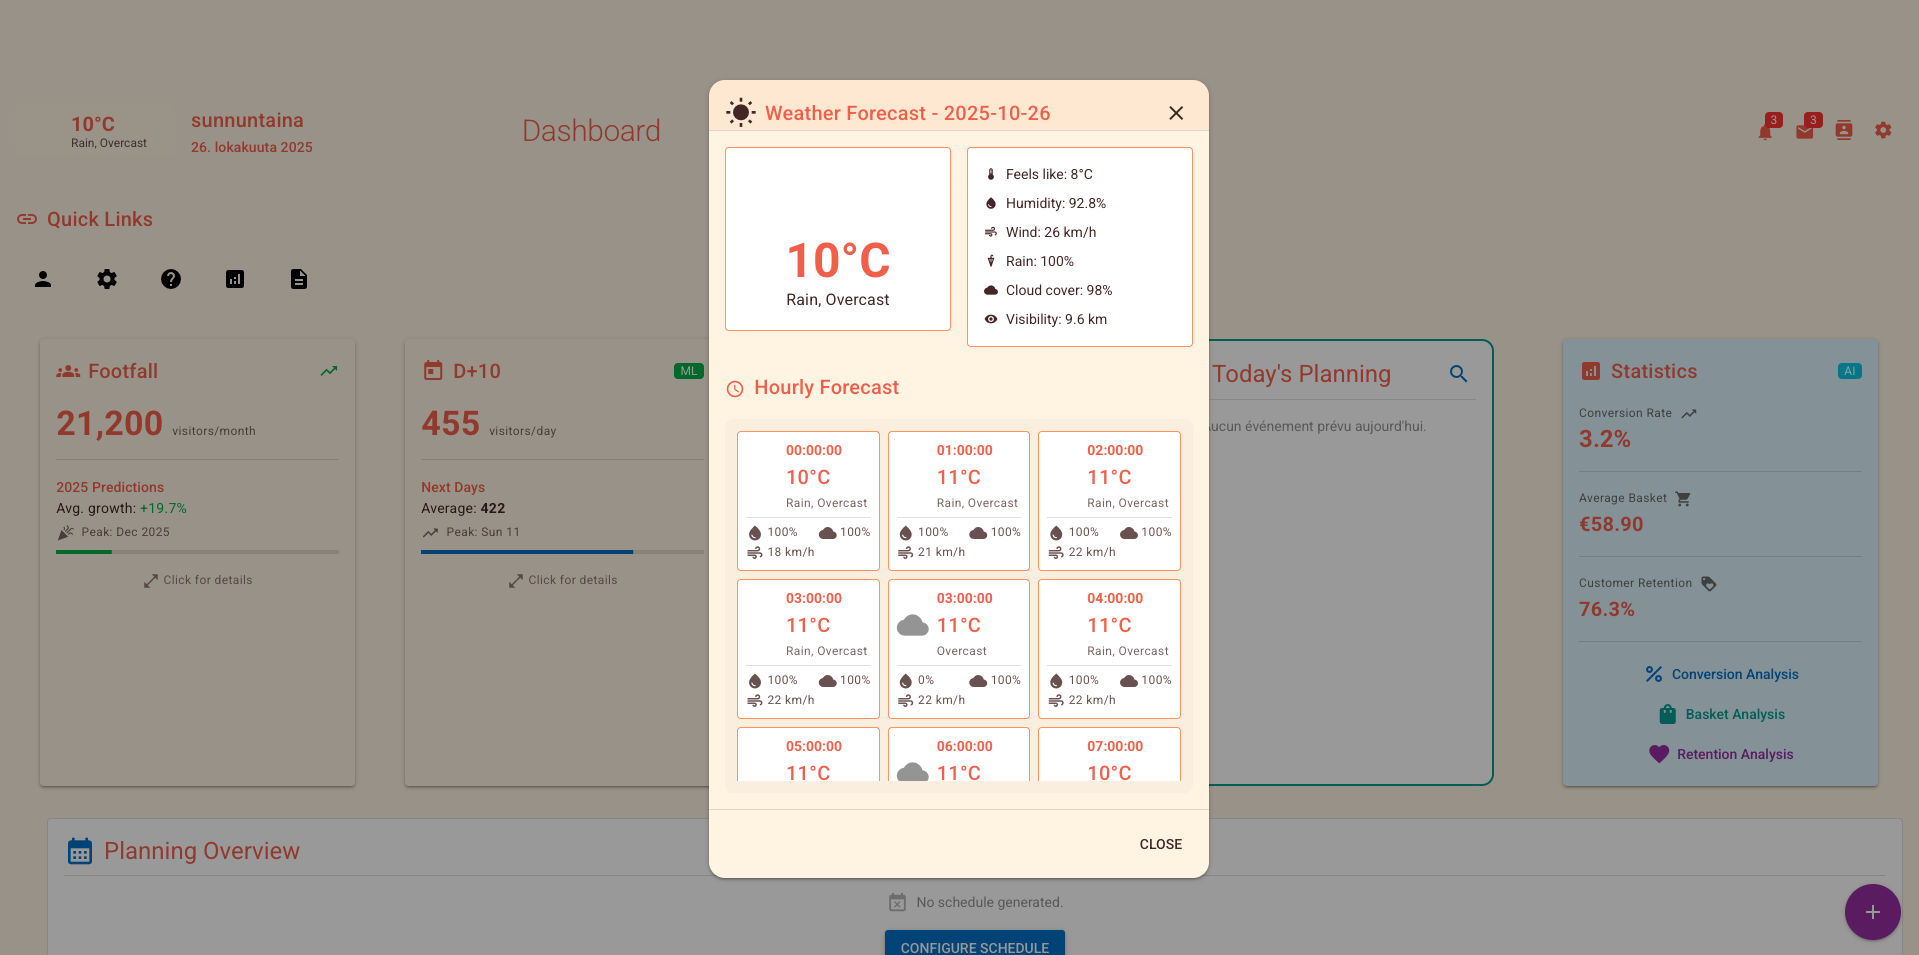 10°C
Rain, Overcast
sunnuntaina
26. lokakuuta 2025
Dashboard
3
3
Quick Links
Footfall
21,200 visitors/month
2025 Predictions
Avg. growth: +19.7%
Peak: Dec 2025
Click for details
D+10
ML
455 visitors/day
Next Days
Average: 422
Peak: Sun 11
Click for details
Weather Forecast - 2025-10-26
10°C
Rain, Overcast
Feels like: 8°C
Humidity: 92.8%
Wind: 26 km/h
Rain: 100%
Cloud cover: 98%
Visibility: 9.6 km
Hourly Forecast
00:00:00
10°C
Rain, Overcast
100% 100%
18 km/h
01:00:00
11°C
Rain, Overcast
100% 100%
21 km/h
02:00:00
11°C
Rain, Overcast
100% 100%
22 km/h
03:00:00
11°C
Rain, Overcast
100% 100%
22 km/h
03:00:00
11°C
Overcast
0% 100%
22 km/h
04:00:00
11°C
Rain, Overcast
100% 100%
22 km/h
05:00:00
11°C
06:00:00
11°C
07:00:00
10°C
CLOSE
Today's Planning
ucun événement prévu aujourd'hui.
Statistics
AI
Conversion Rate
3.2%
Average Basket
€58.90
Customer Retention
76.3%
Conversion Analysis
Basket Analysis
Retention Analysis
Planning Overview
No schedule generated.
CONFIGURE SCHEDULE